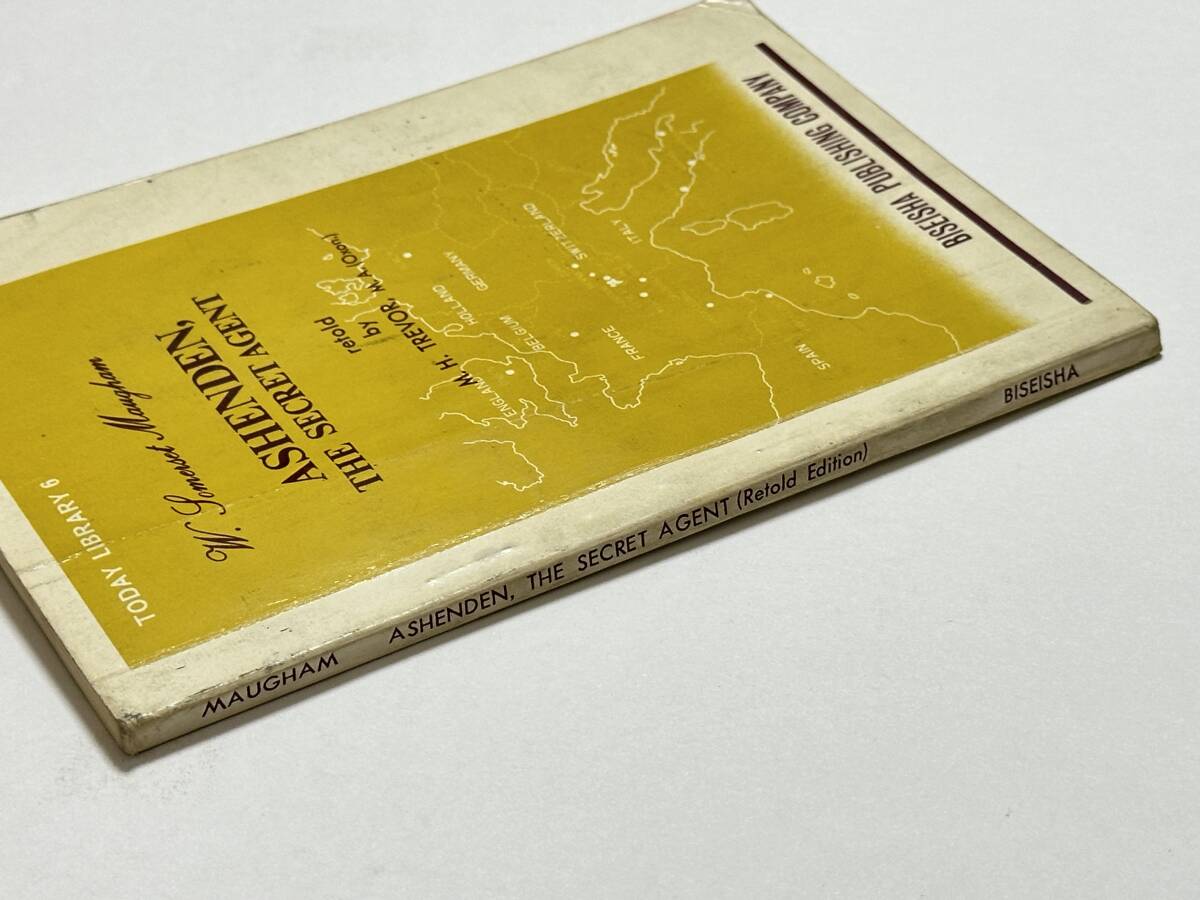 TODAY LIBRARY 6
W. Somerset Maugham
ASHENDEN,
THE SECRET AGENT
retold
by
M. H. TREVOR, M. A. (Oxon.)
ENGLAND
BELGIUM
HOLLAND
GERMANY
FRANCE
SWITZERLAND
ITALY
SPAIN
BISEISHA PUBLISHING COMPANY
MAUGHAM ASHENDEN, THE SECRET AGENT (Retold Edition) BISEISHA